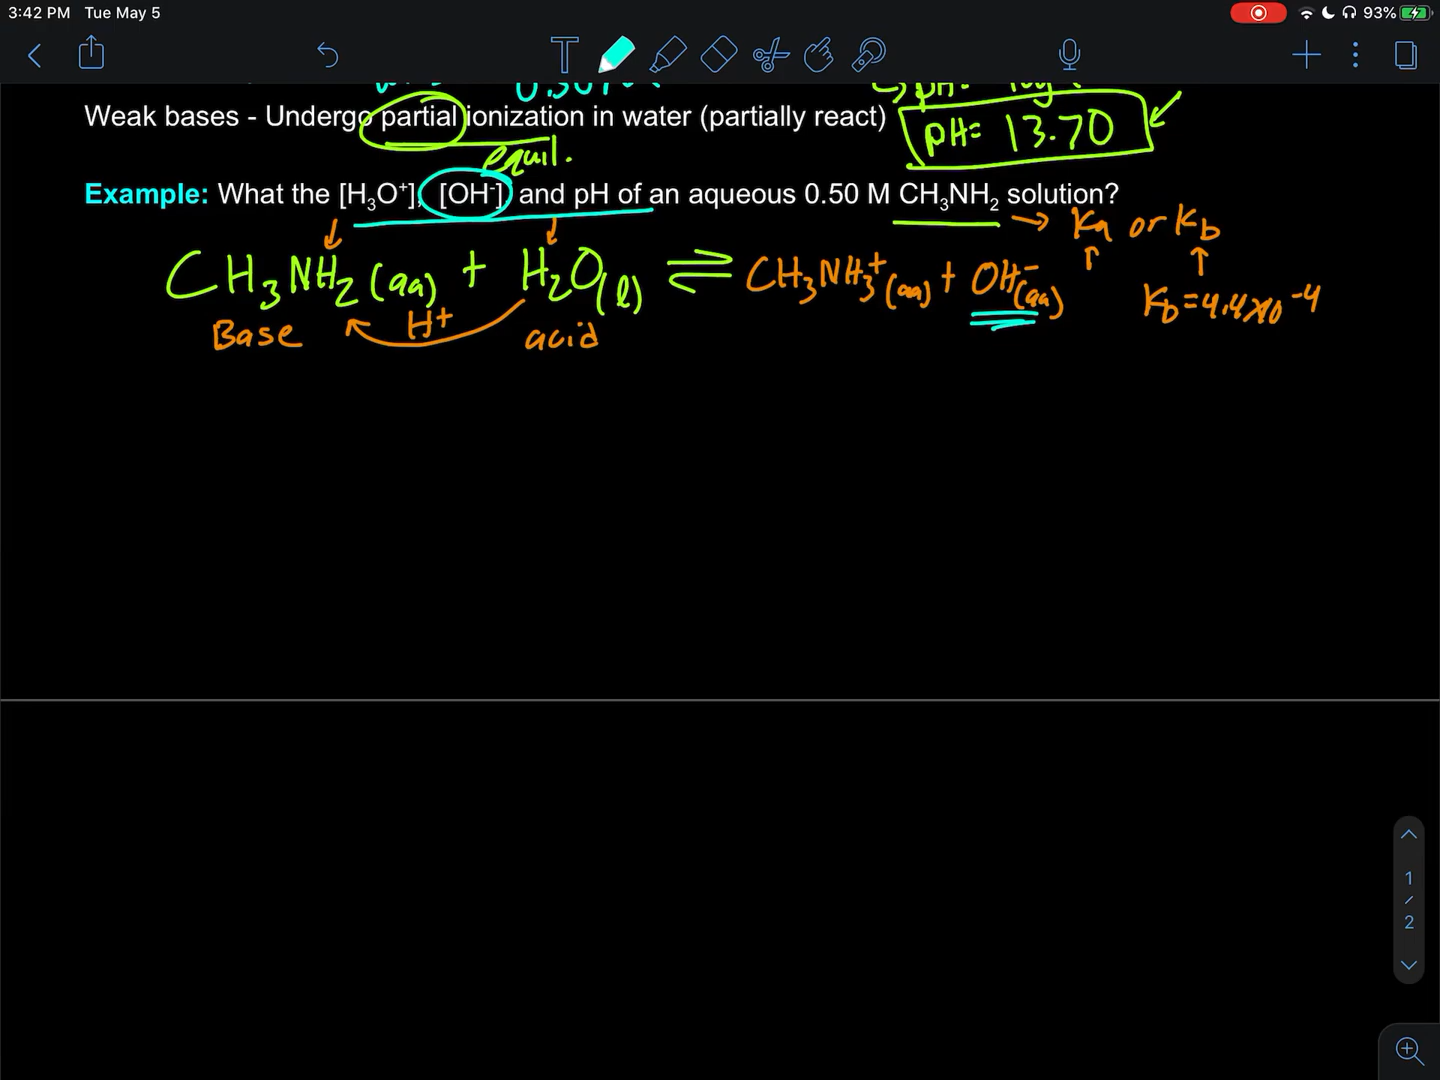 3:42 PM Tue May 5
93%
T
pH=
Weak bases - Undergo partial ionization in water (partially react)
pH= 13.70
equil.
Example: What the [H₃O⁺], [OH⁻], and pH of an aqueous 0.50 M CH₃NH₂ solution?
→ Ka or Kb
CH₃NH₂(aq) + H₂O(l) ⇌ CH₃NH₃⁺(aq) + OH⁻(aq)
Kb = 4.4x10⁻⁴
Base
H⁺
acid
1
/
2